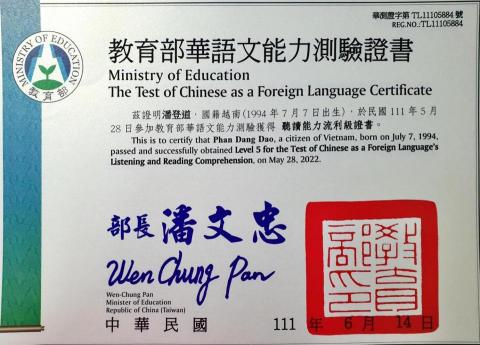 華測證字第 TL11105884 號
REG.NO.:TL11105884
MINISTRY OF EDUCATION
教育部
教育部華語文能力測驗證書
Ministry of Education
The Test of Chinese as a Foreign Language Certificate
茲證明潘登道，國籍越南(1994 年 7 月 7 日出生)，於民國 111 年 5 月
28 日參加教育部華語文能力測驗獲得 聽讀能力流利級證書。
This is to certify that Phan Dang Dao, a citizen of Vietnam, born on July 7, 1994,
passed and successfully obtained Level 5 for the Test of Chinese as a Foreign Language's
Listening and Reading Comprehension, on May 28, 2022.
部長 潘文忠
Wen Chung Pan
Wen-Chung Pan
Minister of Education
Republic of China (Taiwan)
中華民國 111 年 6 月 14 日